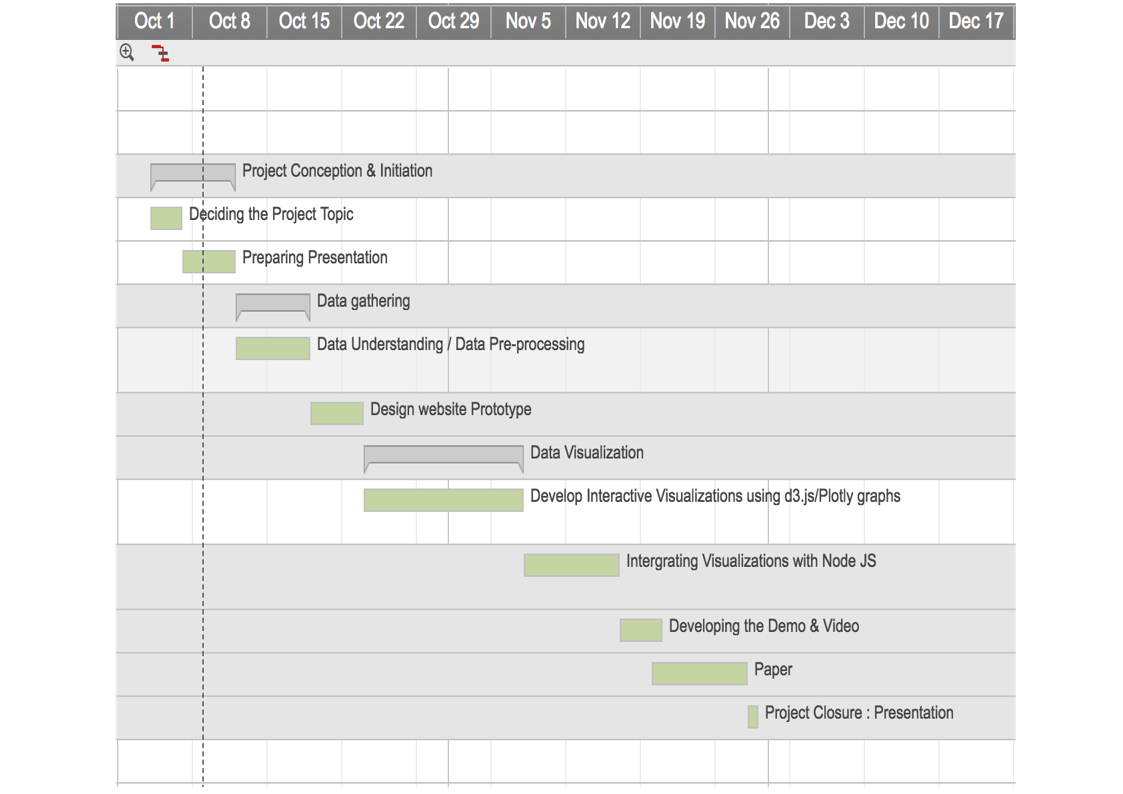 Oct 1 Oct 8 Oct 15 Oct 22 Oct 29 Nov 5 Nov 12 Nov 19 Nov 26 Dec 3 Dec 10 Dec 17
Project Conception & Initiation
Deciding the Project Topic
Preparing Presentation
Data gathering
Data Understanding / Data Pre-processing
Design website Prototype
Data Visualization
Develop Interactive Visualizations using d3.js/Plotly graphs
Intergrating Visualizations with Node JS
Developing the Demo & Video
Paper
Project Closure : Presentation